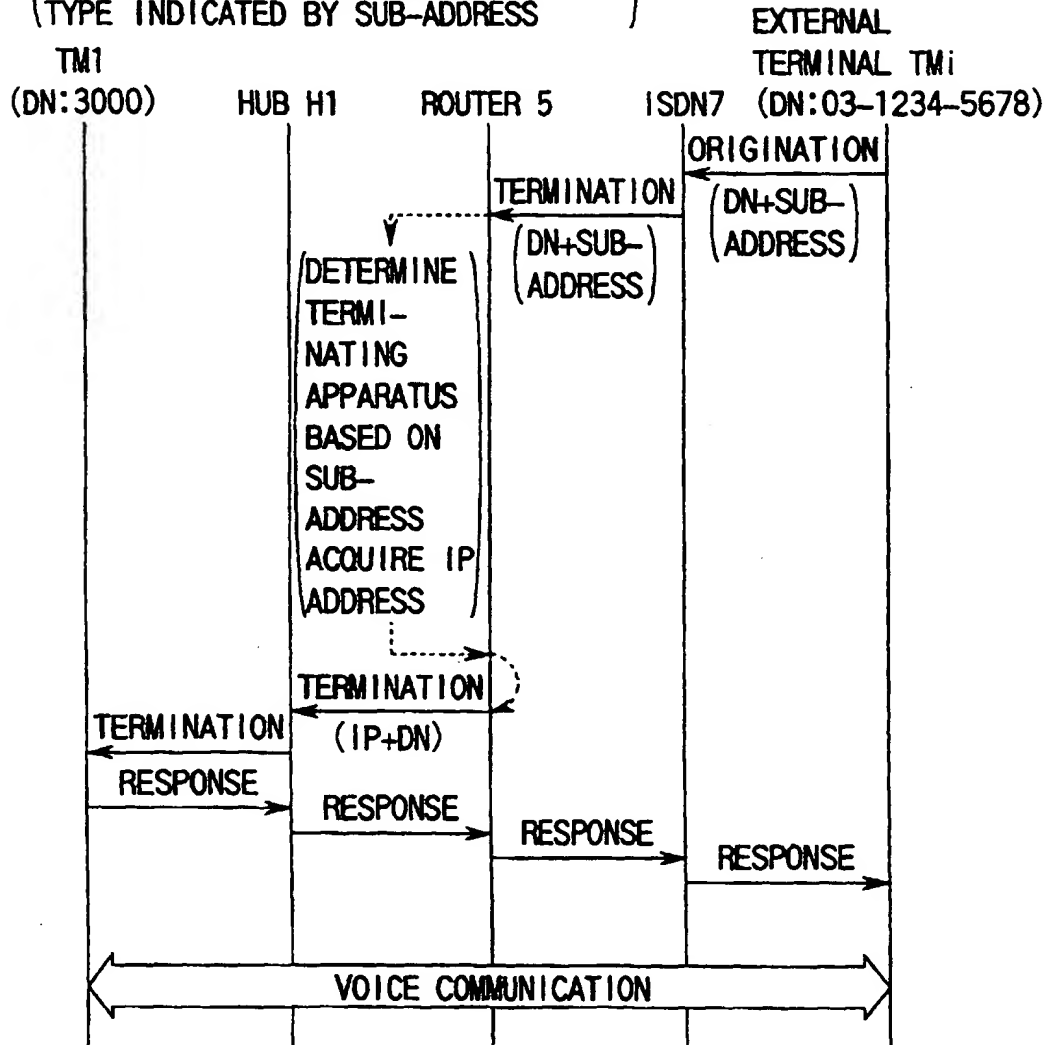 (TYPE INDICATED BY SUB-ADDRESS )
EXTERNAL
TM1
TERMINAL TMi
(DN:3000) HUB H1 ROUTER 5 ISDN7 (DN:03-1234-5678)
ORIGINATION
(DN+SUB-
ADDRESS)
TERMINATION
(DN+SUB-
ADDRESS)
(DETERMINE
TERMI-
NATING
APPARATUS
BASED ON
SUB-
ADDRESS
ACQUIRE IP
ADDRESS)
TERMINATION
(IP+DN)
TERMINATION
RESPONSE
RESPONSE
RESPONSE
RESPONSE
VOICE COMMUNICATION